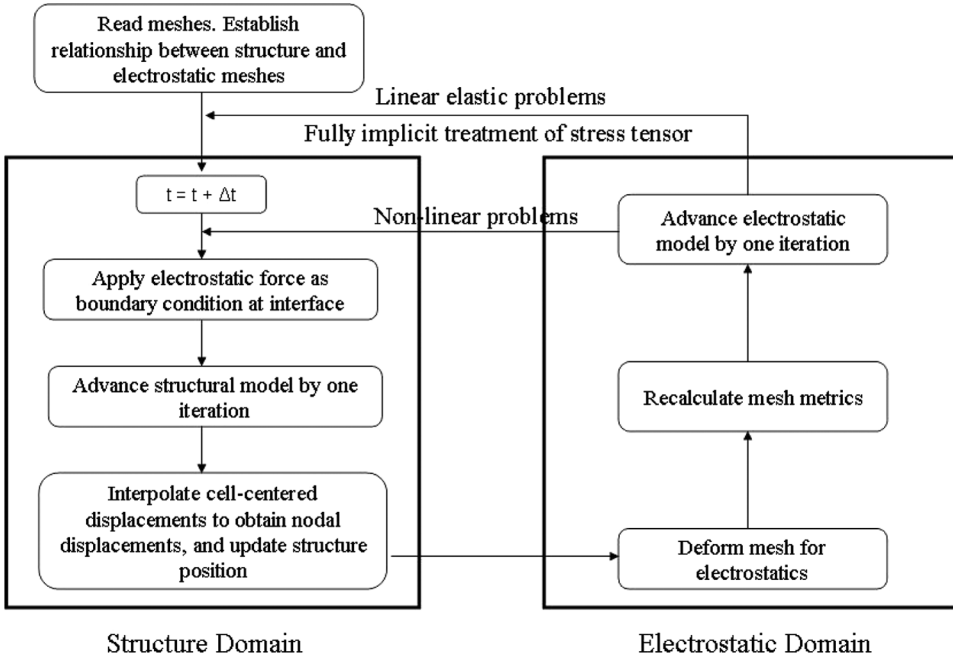 Read meshes. Establish
relationship between structure and
electrostatic meshes
Linear elastic problems
Fully implicit treatment of stress tensor
t = t + Δt
Non-linear problems
Apply electrostatic force as
boundary condition at interface
Advance structural model by one
iteration
Interpolate cell-centered
displacements to obtain nodal
displacements, and update structure
position
Advance electrostatic
model by one iteration
Recalculate mesh metrics
Deform mesh for
electrostatics
Structure Domain
Electrostatic Domain